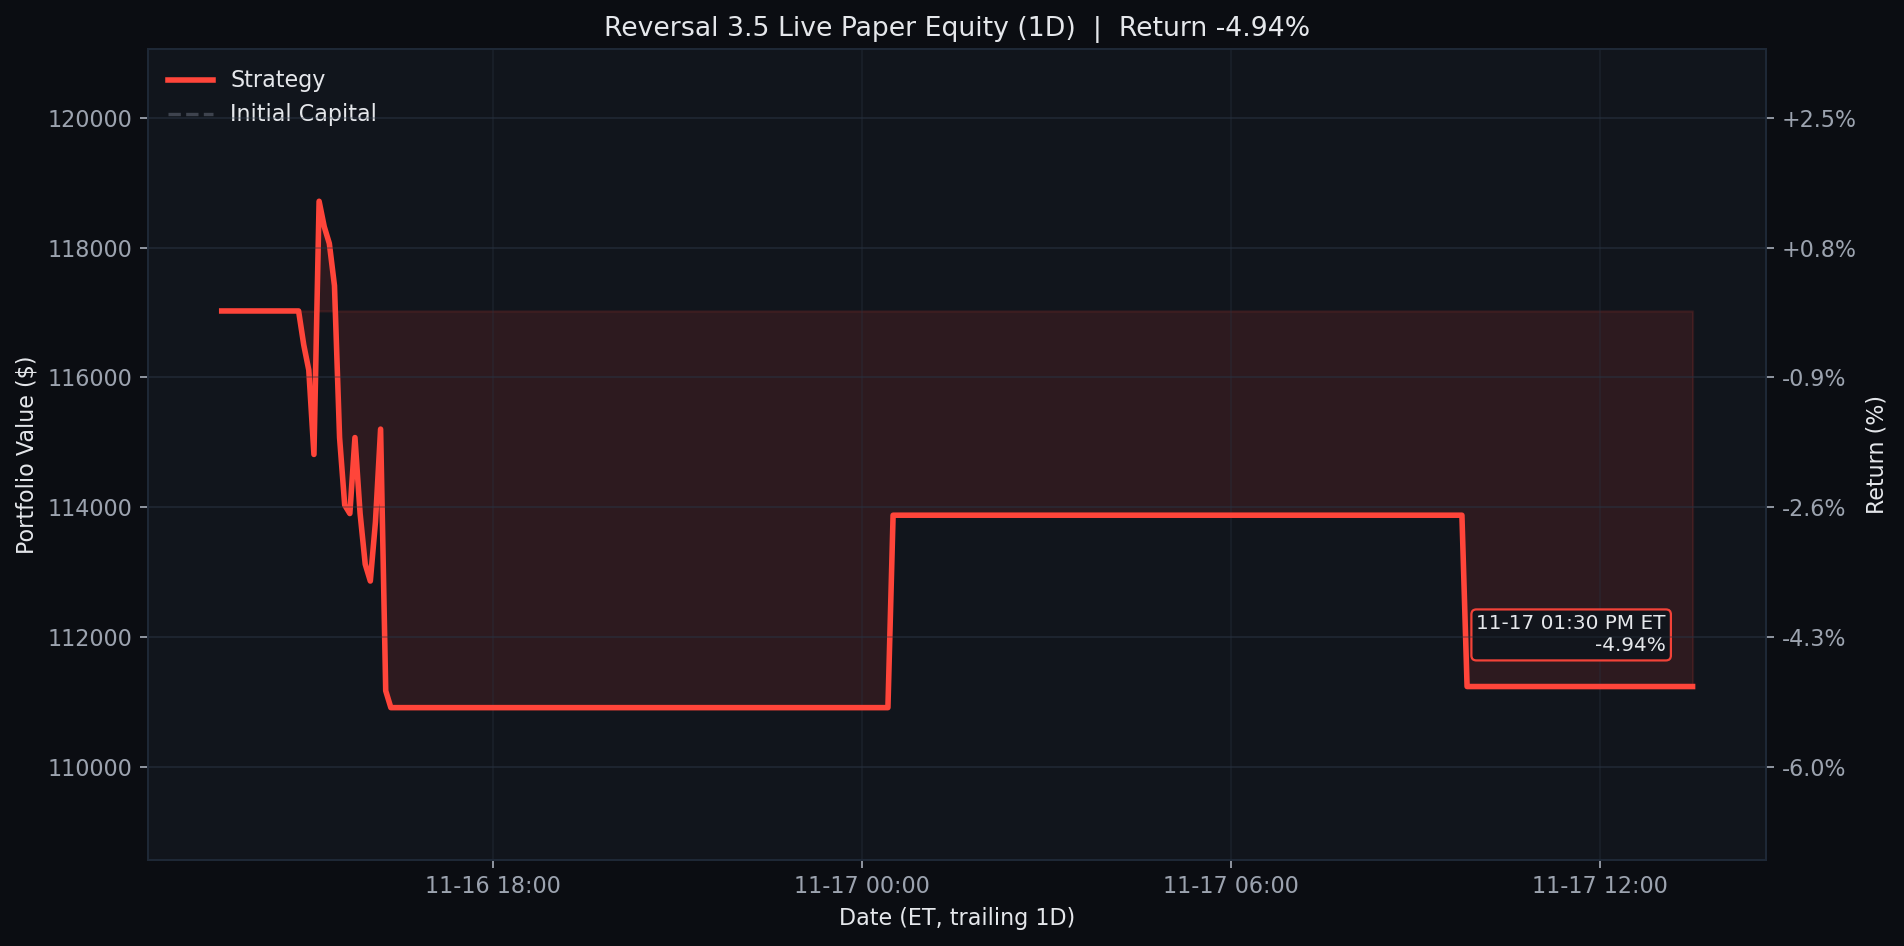 Reversal 3.5 Live Paper Equity (1D) | Return -4.94%
Strategy
Initial Capital
120000
118000
116000
114000
112000
110000
Portfolio Value ($)
+2.5%
+0.8%
-0.9%
-2.6%
-4.3%
-6.0%
Return (%)
11-17 01:30 PM ET
-4.94%
11-16 18:00
11-17 00:00
11-17 06:00
11-17 12:00
Date (ET, trailing 1D)